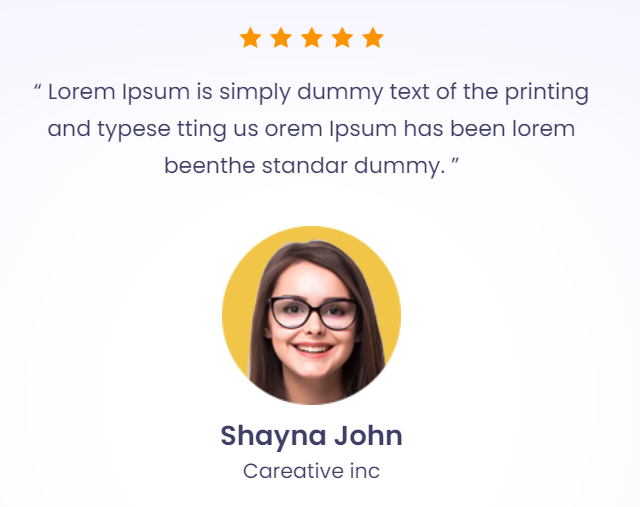 “ Lorem Ipsum is simply dummy text of the printing
and typese tting us orem Ipsum has been lorem
beenthe standar dummy. ”
Shayna John
Careative inc